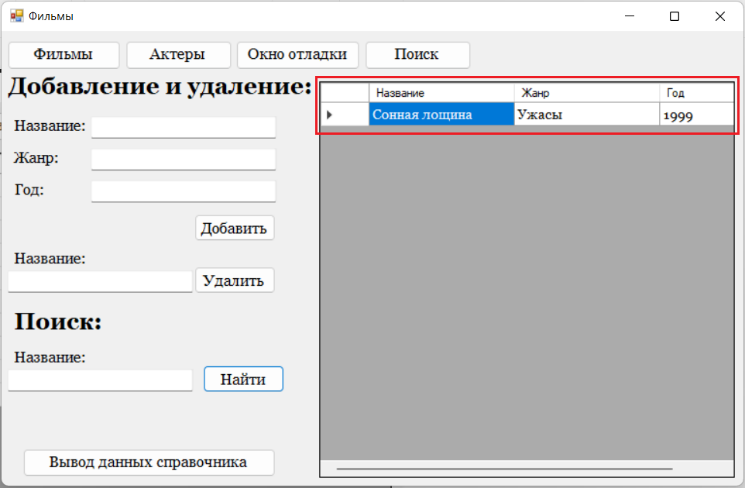 Фильмы
Фильмы Актеры Окно отладки Поиск
Добавление и удаление:
Название:
Жанр:
Год:
Добавить
Название:
Удалить
Поиск:
Название:
Найти
Вывод данных справочника
Название Жанр Год
Сонная лощина Ужасы 1999